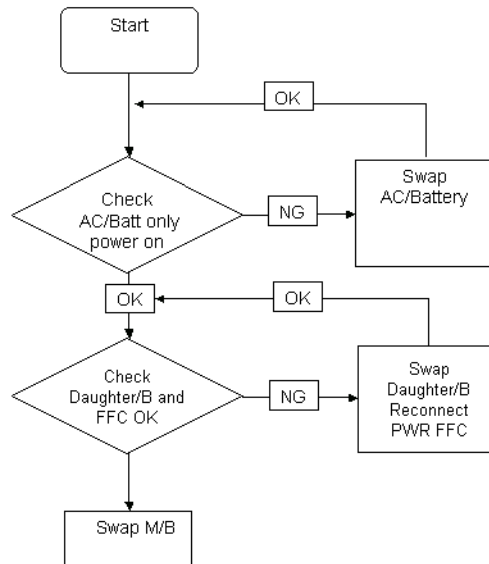 Start
OK
Check
AC/Batt only
power on
NG
Swap
AC/Battery
OK
OK
Check
Daughter/B and
FFC OK
NG
Swap
Daughter/B
Reconnect
PWR FFC
Swap M/B